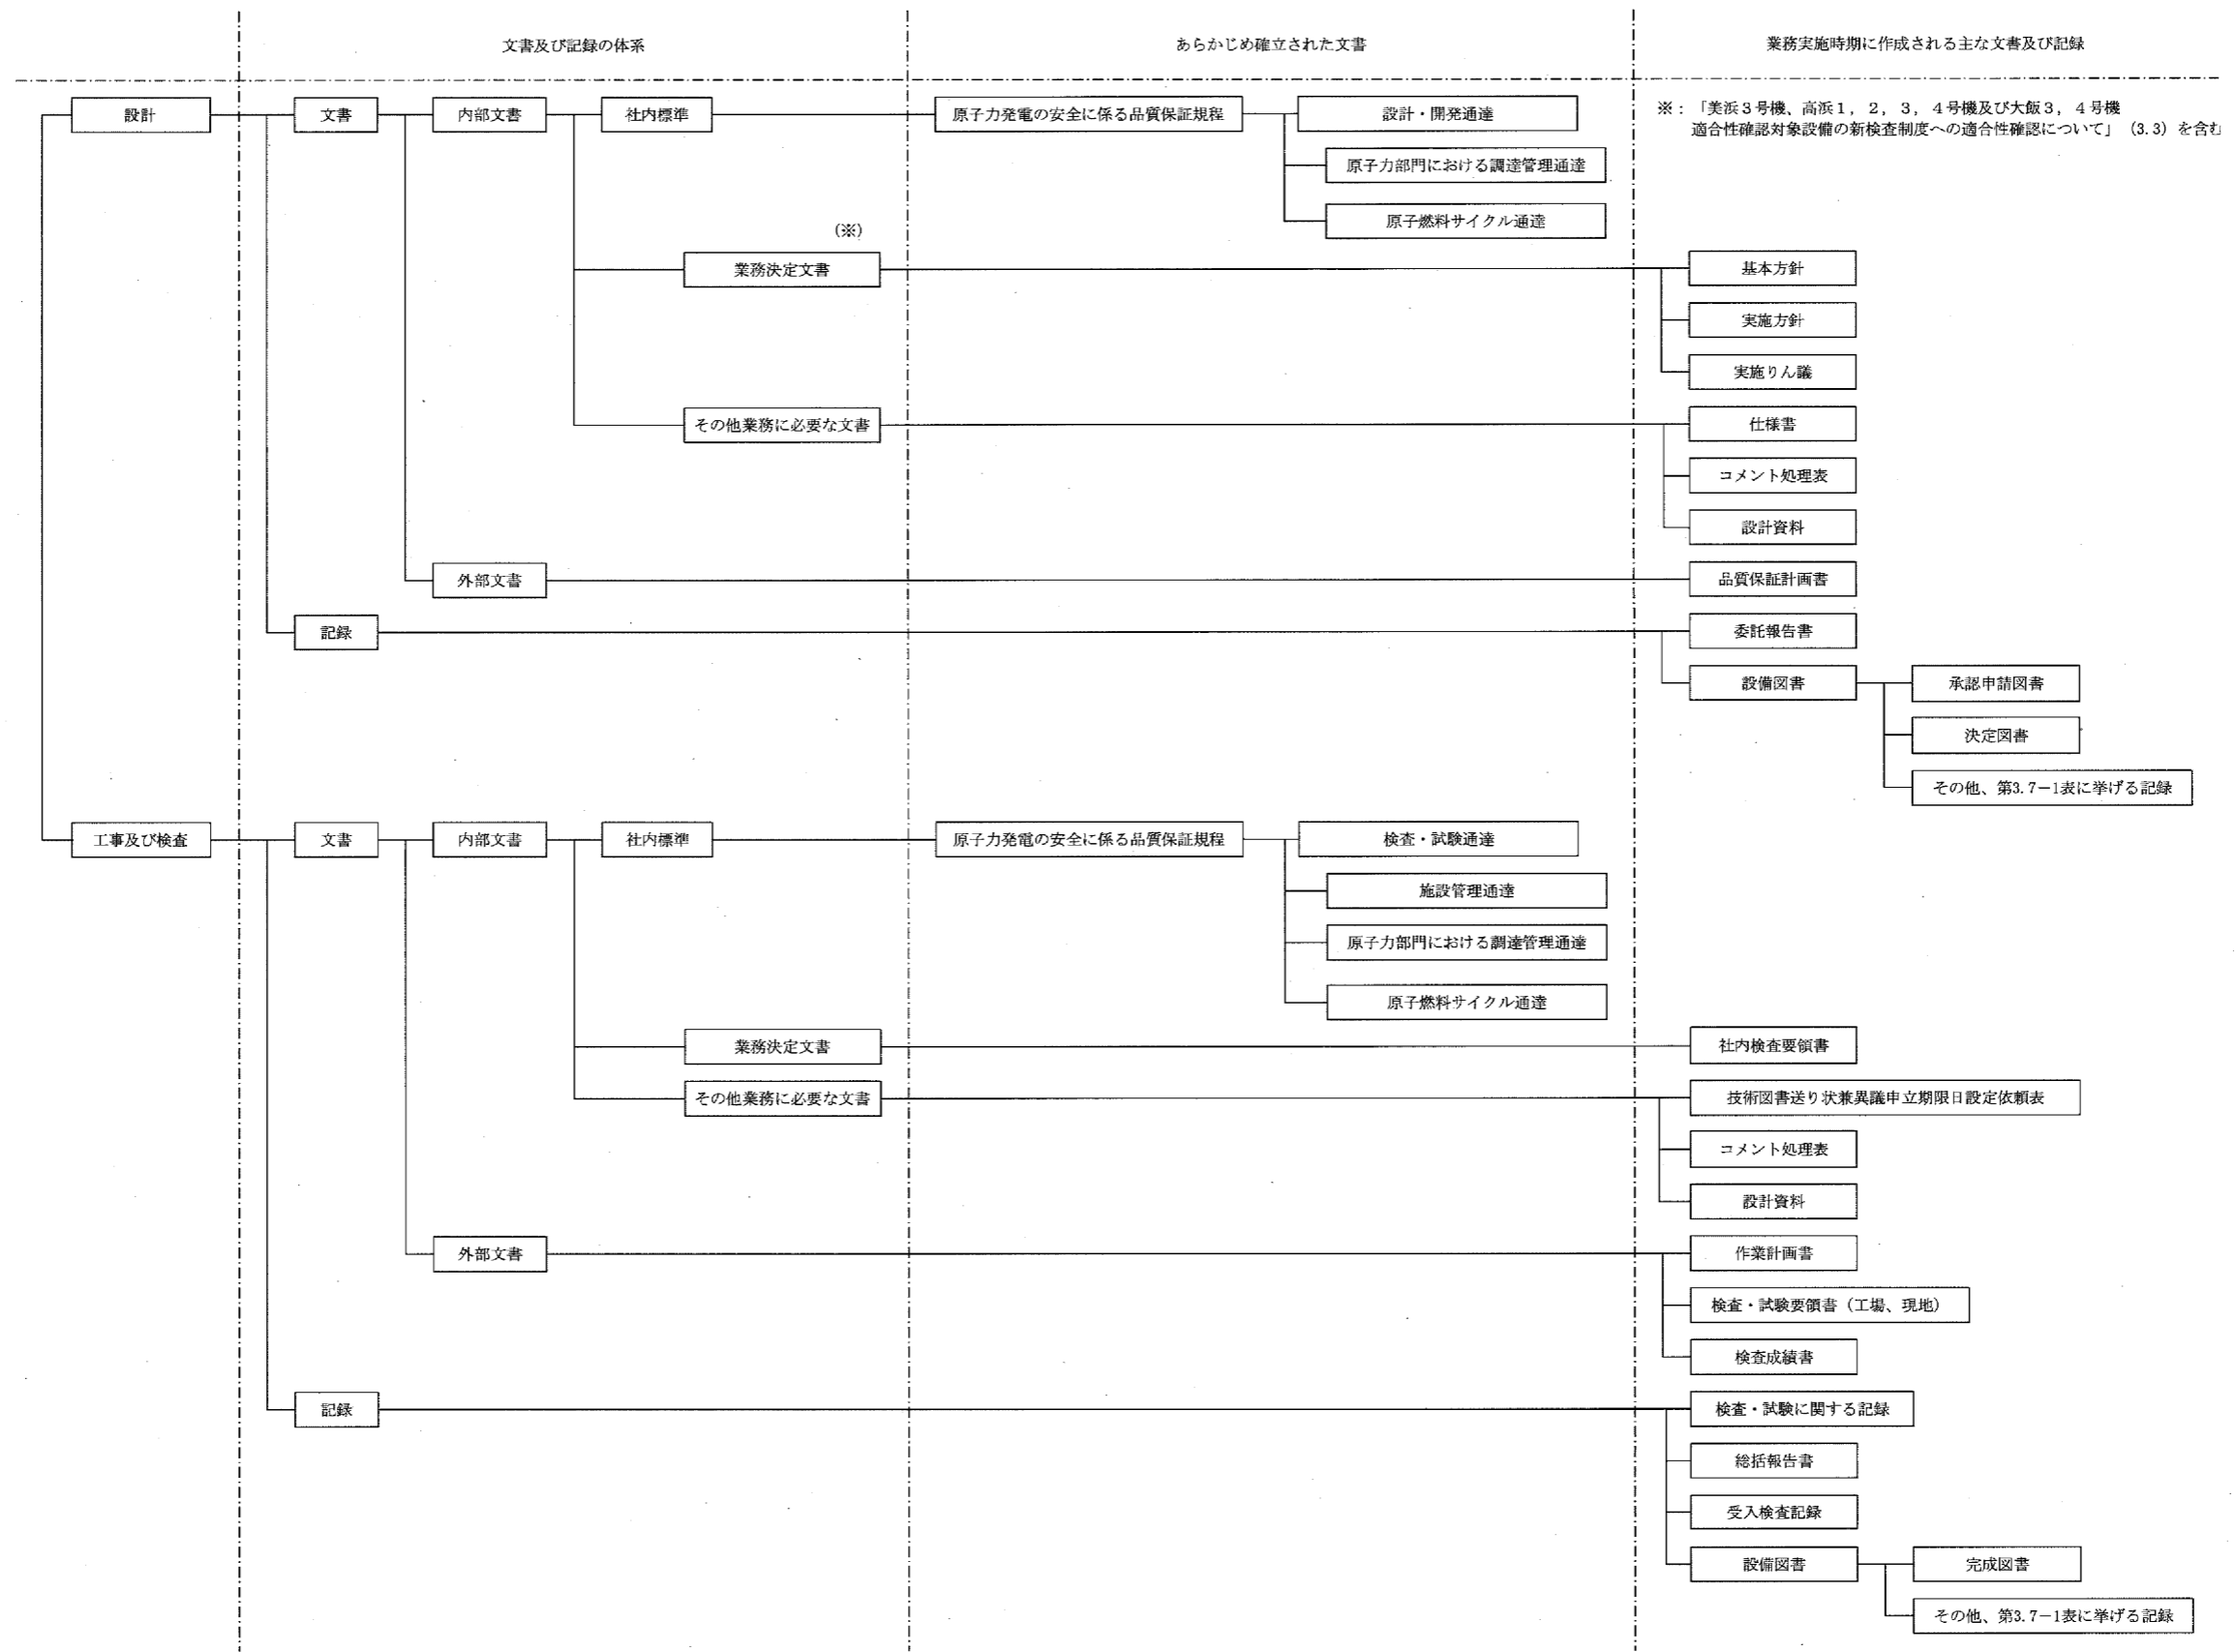 文書及び記録の体系
あらかじめ確立された文書
業務実施時期に作成される主な文書及び記録
設計
文書
内部文書
社内標準
原子力発電の安全に係る品質保証規程
設計・開発通達
※：「美浜３号機、高浜１，２，３，４号機及び大飯３，４号機
適合性確認対象設備の新検査制度への適合性確認について」（3.3）を含む
原子力部門における調達管理通達
原子燃料サイクル通達
（※）
業務決定文書
基本方針
実施方針
実施りん議
その他業務に必要な文書
仕様書
コメント処理表
設計資料
外部文書
品質保証計画書
記録
委託報告書
設備図書
承認申請図書
決定図書
その他、第3.7－1表に挙げる記録
工事及び検査
文書
内部文書
社内標準
原子力発電の安全に係る品質保証規程
検査・試験通達
施設管理通達
原子力部門における調達管理通達
原子燃料サイクル通達
業務決定文書
社内検査要領書
その他業務に必要な文書
技術図書送り状兼異議申立期限日設定依頼表
コメント処理表
設計資料
外部文書
作業計画書
検査・試験要領書（工場、現地）
検査成績書
記録
検査・試験に関する記録
総括報告書
受入検査記録
設備図書
完成図書
その他、第3.7－1表に挙げる記録